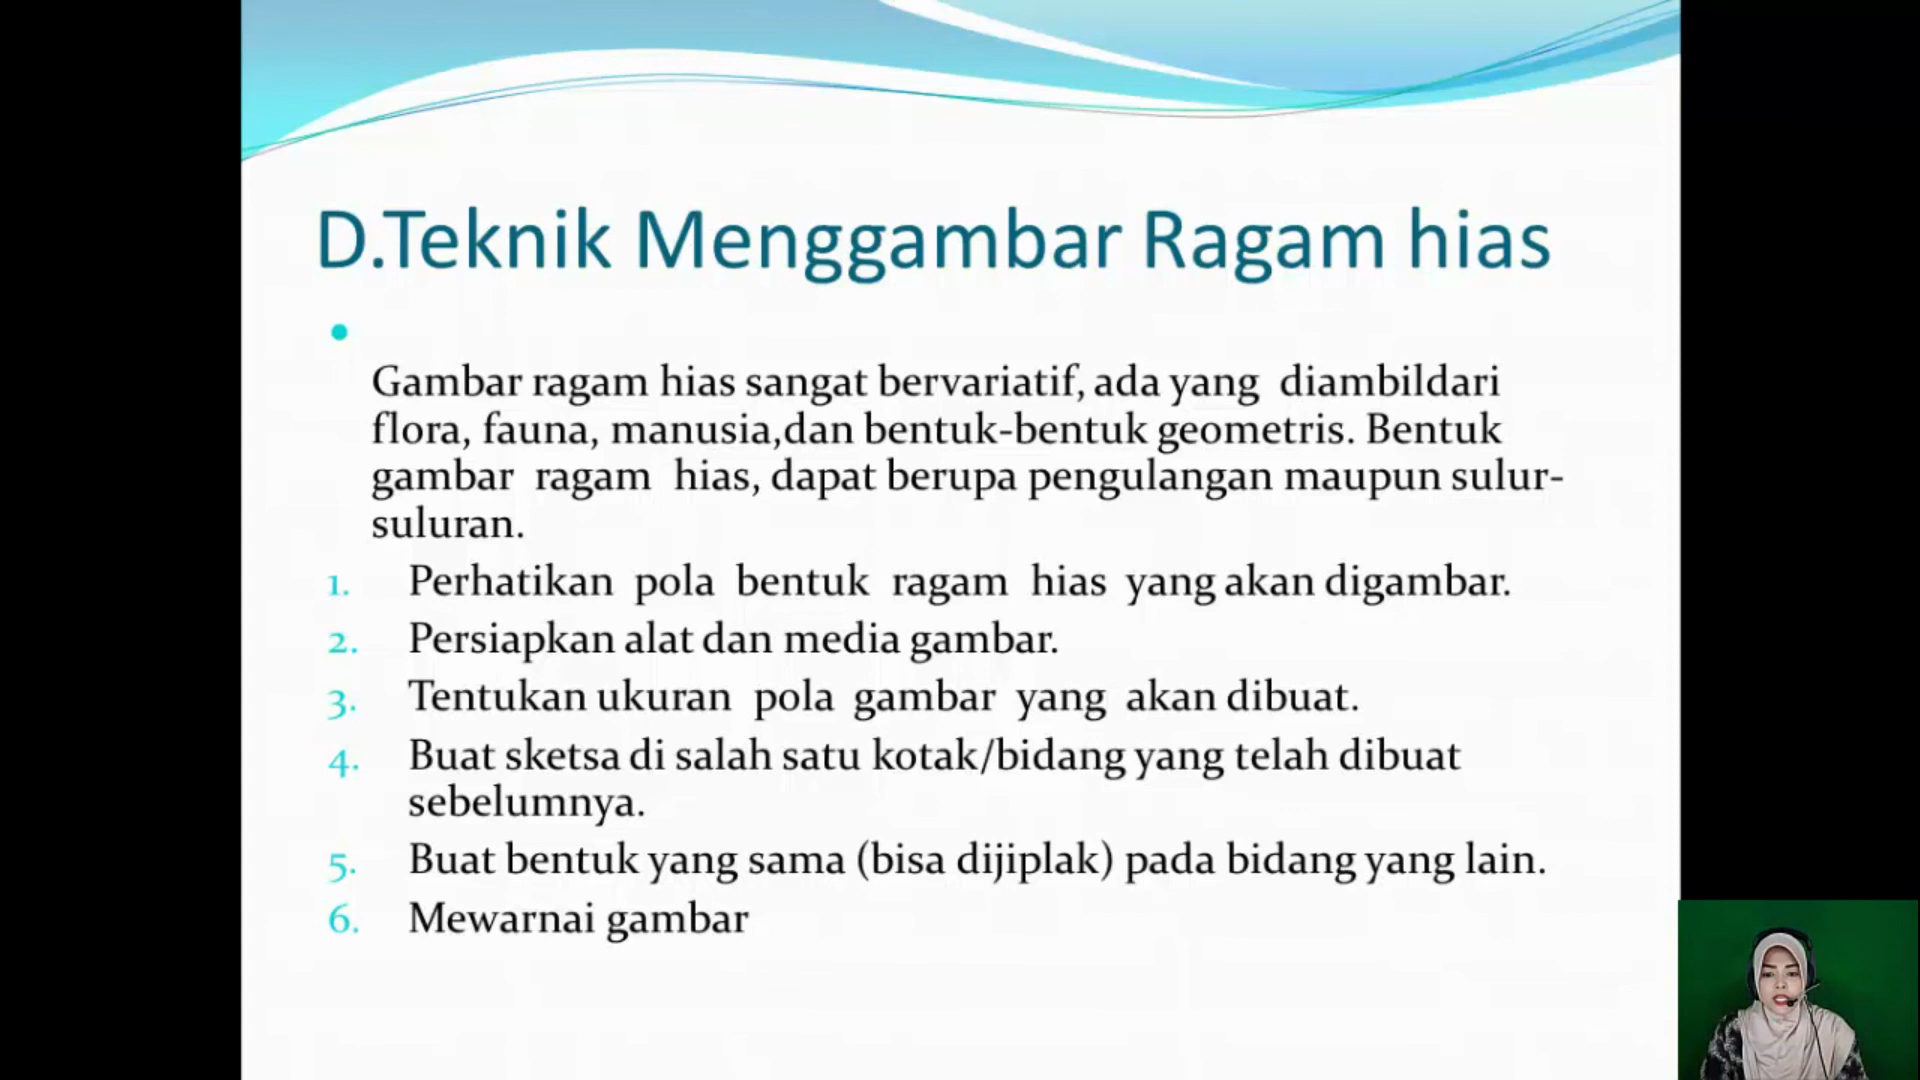 D.Teknik Menggambar Ragam hias
•
Gambar ragam hias sangat bervariatif, ada yang diambildari
flora, fauna, manusia,dan bentuk-bentuk geometris. Bentuk
gambar ragam hias, dapat berupa pengulangan maupun sulur-
suluran.
1. Perhatikan pola bentuk ragam hias yang akan digambar.
2. Persiapkan alat dan media gambar.
3. Tentukan ukuran pola gambar yang akan dibuat.
4. Buat sketsa di salah satu kotak/bidang yang telah dibuat
sebelumnya.
5. Buat bentuk yang sama (bisa dijiplak) pada bidang yang lain.
6. Mewarnai gambar